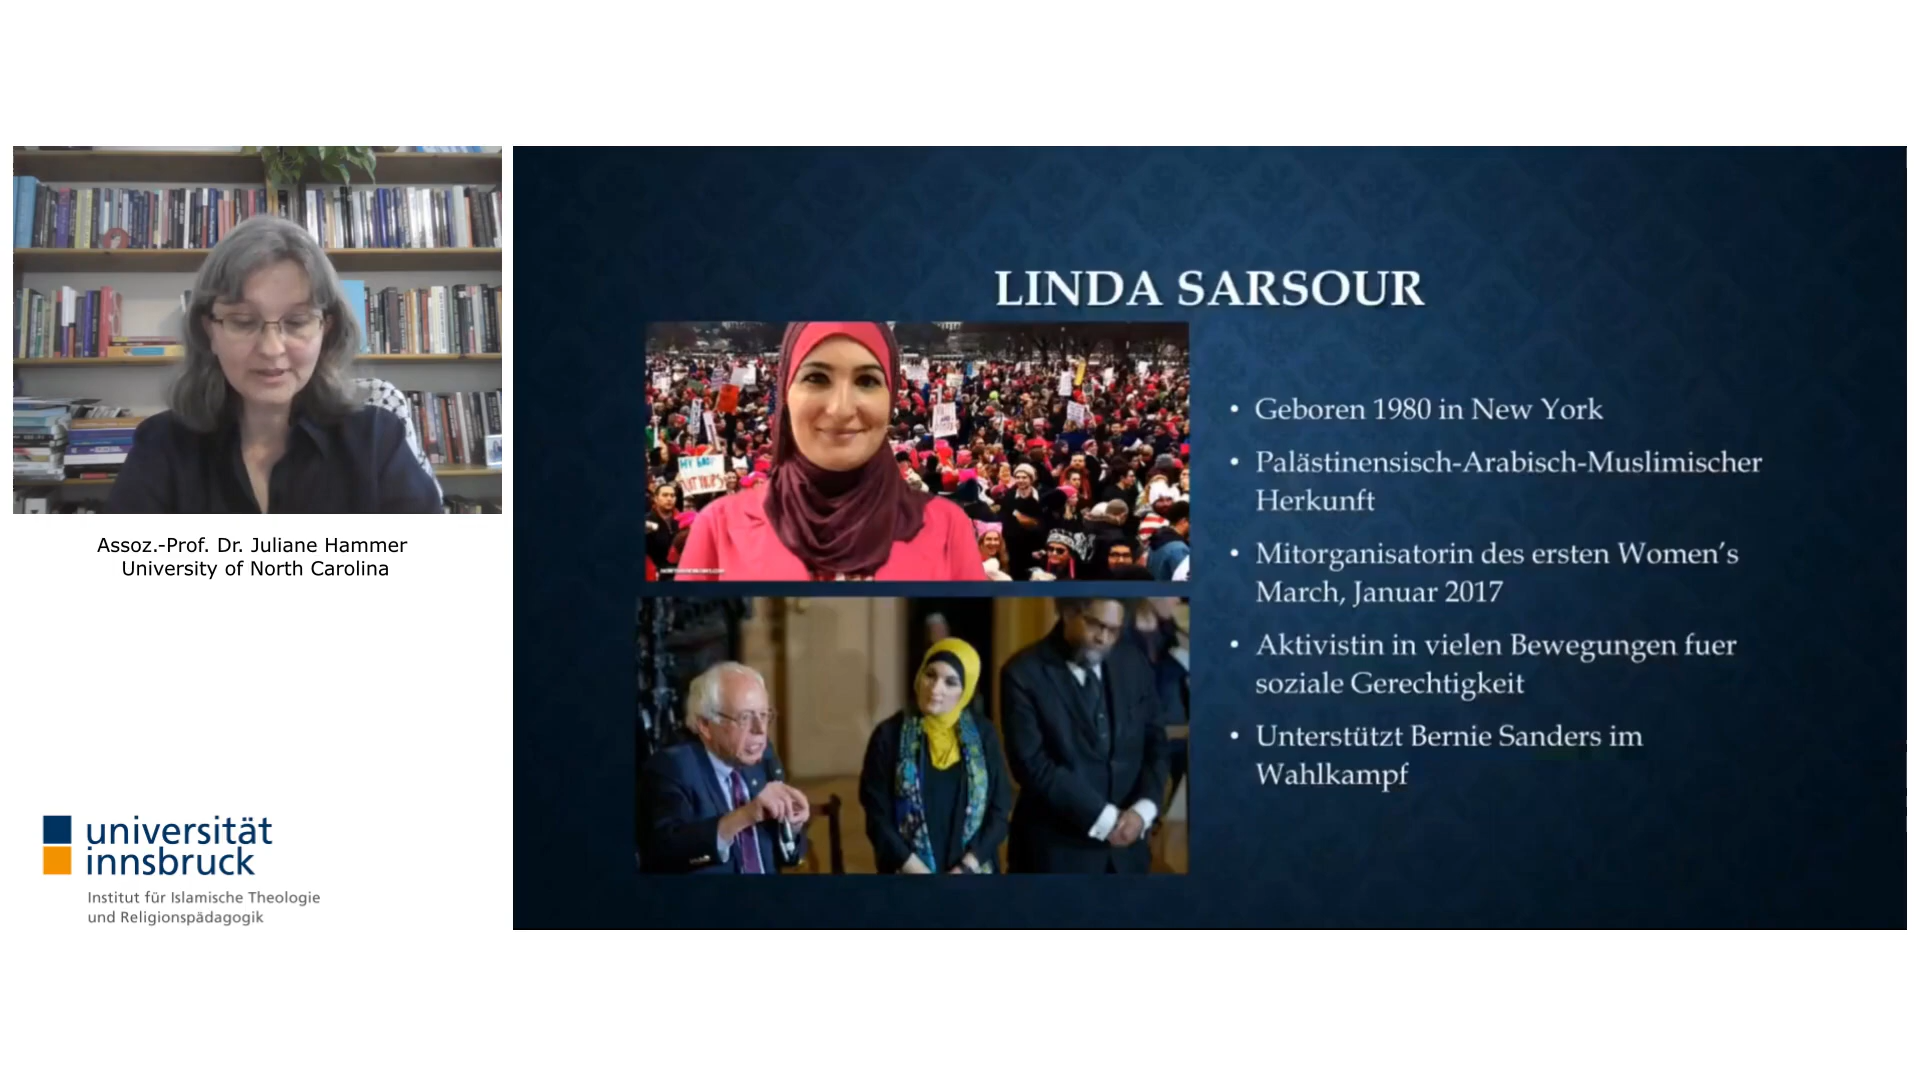 Assoz.-Prof. Dr. Juliane Hammer
University of North Carolina
universität
innsbruck
Institut für Islamische Theologie
und Religionspädagogik
LINDA SARSOUR
• Geboren 1980 in New York
• Palästinensisch-Arabisch-Muslimischer
Herkunft
• Mitorganisatorin des ersten Women's
March, Januar 2017
• Aktivistin in vielen Bewegungen fuer
soziale Gerechtigkeit
• Unterstützt Bernie Sanders im
Wahlkampf